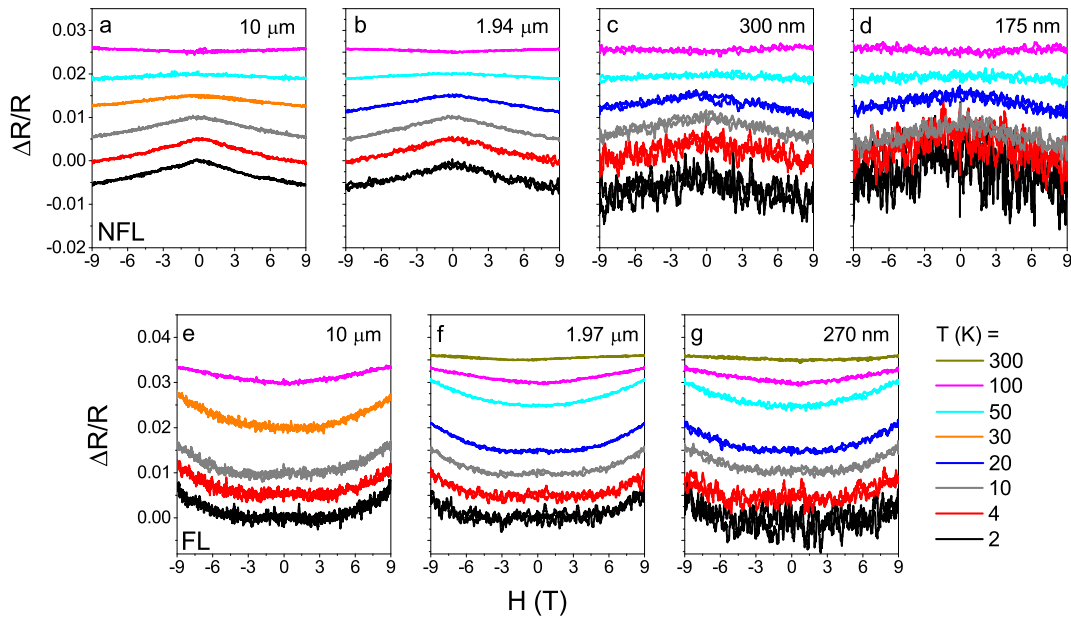 a 10 μm
b 1.94 μm
c 300 nm
d 175 nm
0.03
0.02
0.01
0.00
-0.01
-0.02
ΔR/R
NFL
-9 -6 -3 0 3 6 9
-9 -6 -3 0 3 6 9
-9 -6 -3 0 3 6 9
-9 -6 -3 0 3 6 9
e 10 μm
f 1.97 μm
g 270 nm
0.04
0.03
0.02
0.01
0.00
ΔR/R
FL
-9 -6 -3 0 3 6 9
-9 -6 -3 0 3 6 9
-9 -6 -3 0 3 6 9
H (T)
T (K) =
300
100
50
30
20
10
4
2